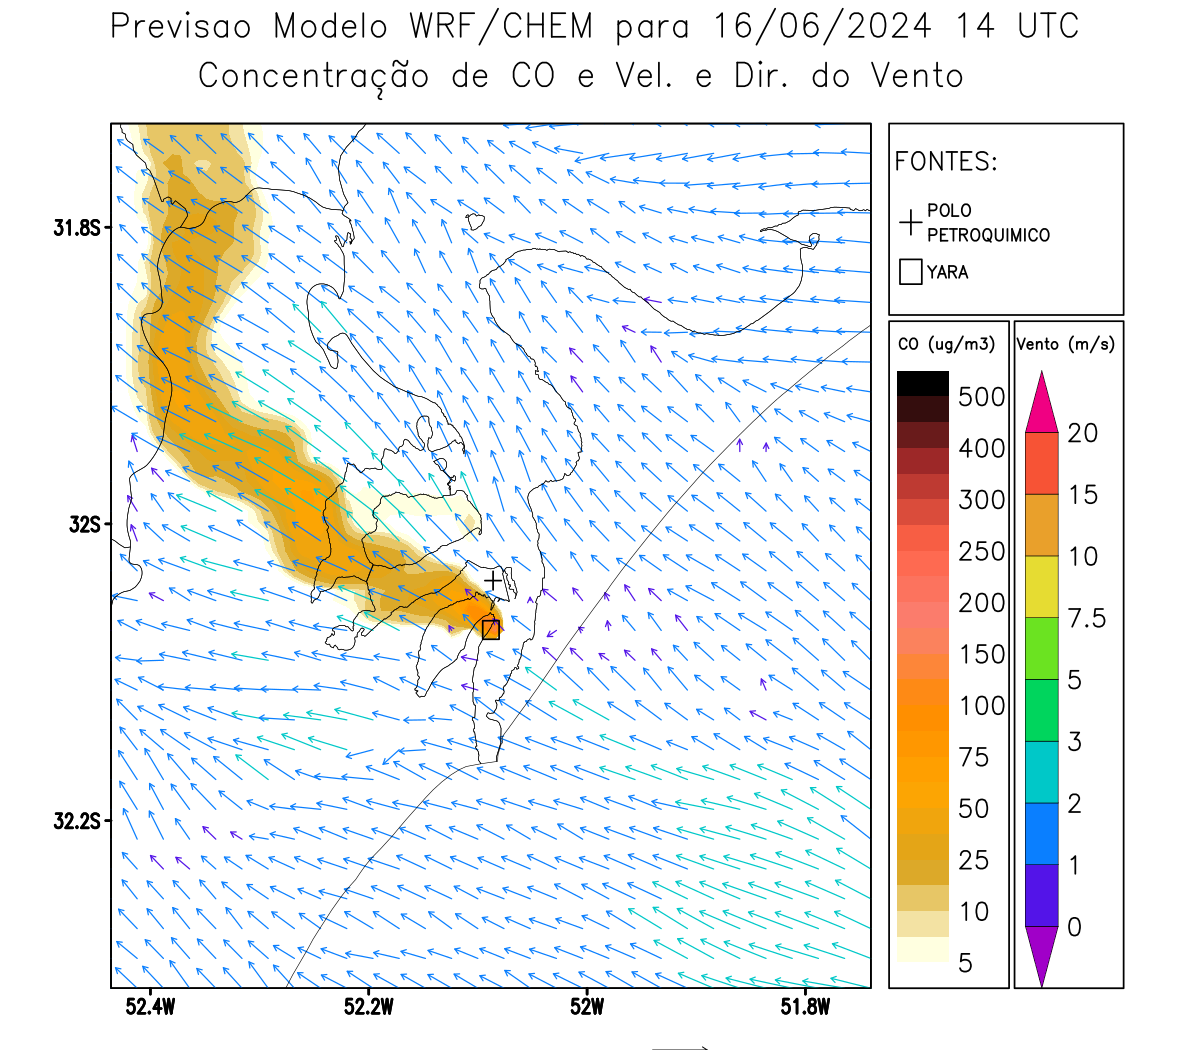 Previsao Modelo WRF/CHEM para 16/06/2024 14 UTC
Concentração de CO e Vel. e Dir. do Vento
FONTES:
POLO
PETROQUIMICO
YARA
CO (ug/m3)
500
400
300
250
200
150
100
75
50
25
10
5
Vento (m/s)
20
15
10
7.5
5
3
2
1
0
31.8S
32S
32.2S
52.4W
52.2W
52W
51.8W